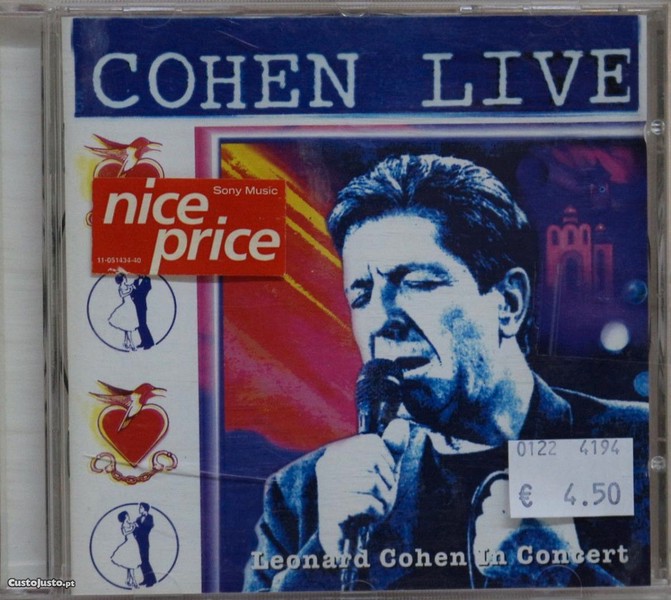 COHEN LIVE
Sony Music
nice
price
11-051434-40
0122 4194
€ 4.50
Leonard Cohen In Concert
CustoJusto.pt